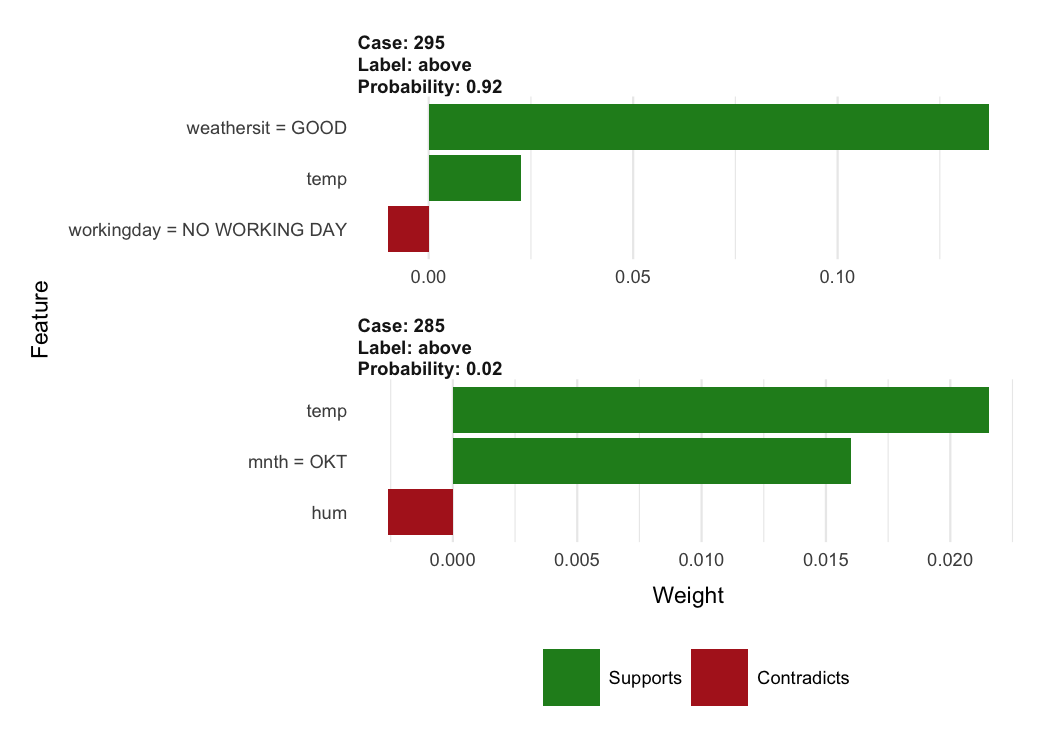 Case: 295
Label: above
Probability: 0.92
weathersit = GOOD
temp
workingday = NO WORKING DAY
0.00 0.05 0.10
Feature
Case: 285
Label: above
Probability: 0.02
temp
mnth = OKT
hum
0.000 0.005 0.010 0.015 0.020
Weight
Supports Contradicts